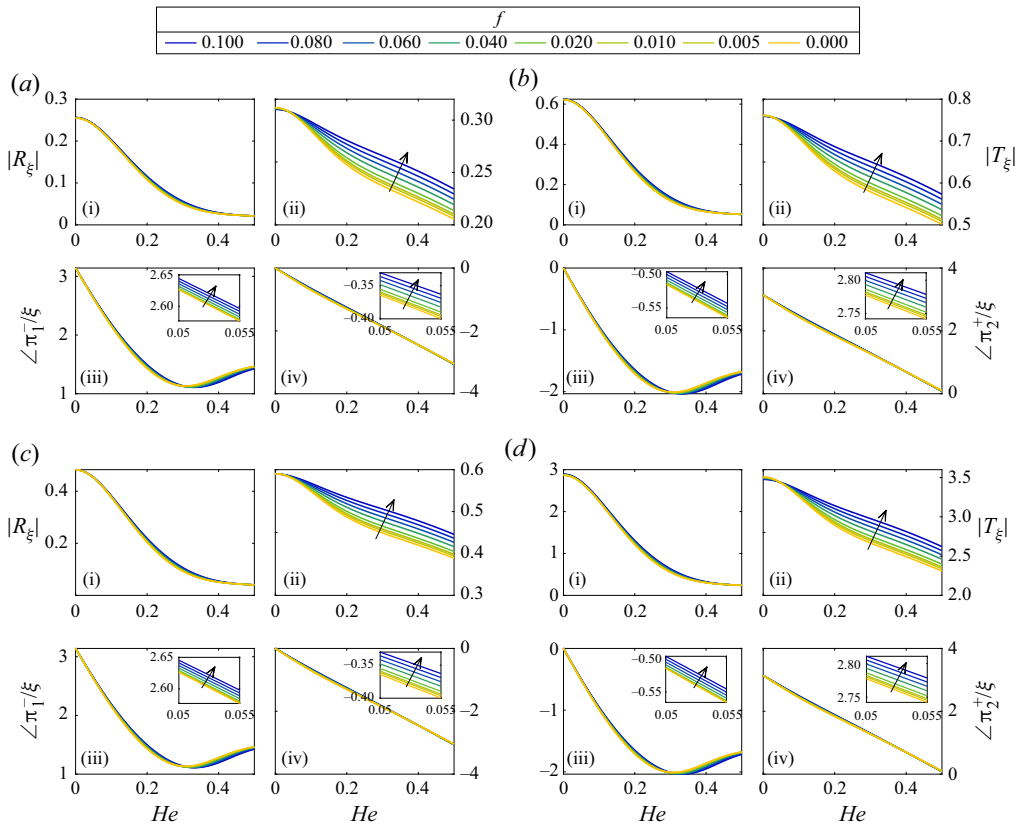 f
0.100 0.080 0.060 0.040 0.020 0.010 0.005 0.000
(a) (b)
0.3 0.2 0.1 0
|R_ξ|
(i)
0 0.2 0.4
0.30 0.25 0.20
(ii)
0 0.2 0.4
0.6 0.4 0.2 0
(i)
0 0.2 0.4
0.8 0.7 0.6 0.5
|T_ξ|
(ii)
0 0.2 0.4
3 2 1
∠π₁⁻/ξ
2.65 2.60
0.05 0.055
(iii)
0 0.2 0.4
0 −2 −4
−0.35 −0.40
0.05 0.055
(iv)
0 0.2 0.4
0 −1 −2
−0.50 −0.55
0.05 0.055
(iii)
0 0.2 0.4
4 2 0
∠π₂⁺/ξ
2.80 2.75
0.05 0.055
(iv)
0 0.2 0.4
(c) (d)
0.4 0.2
|R_ξ|
(i)
0 0.2 0.4
0.6 0.5 0.4 0.3
(ii)
0 0.2 0.4
3 2 1 0
(i)
0 0.2 0.4
3.5 3.0 2.5 2.0
|T_ξ|
(ii)
0 0.2 0.4
3 2 1
∠π₁⁻/ξ
2.65 2.60
0.05 0.055
(iii)
0 0.2 0.4
0 −2 −4
−0.35 −0.40
0.05 0.055
(iv)
0 0.2 0.4
0 −1 −2
−0.50 −0.55
0.05 0.055
(iii)
0 0.2 0.4
4 2 0
∠π₂⁺/ξ
2.80 2.75
0.05 0.055
(iv)
0 0.2 0.4
He He He He